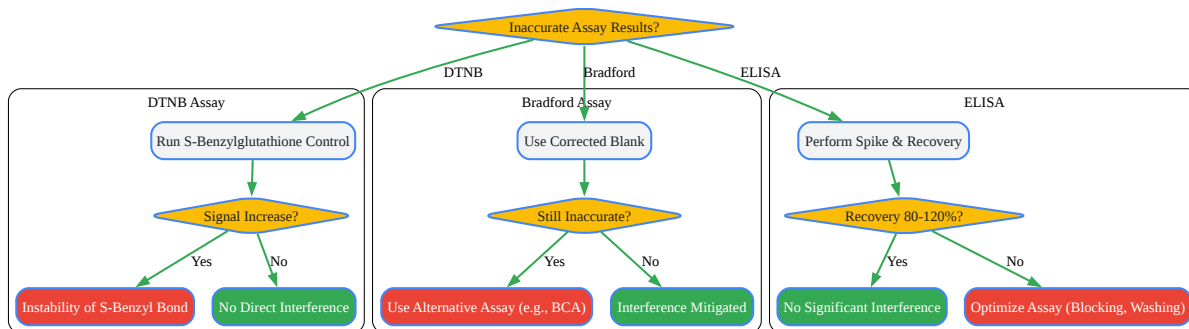 Inaccurate Assay Results?
DTNB
Bradford
ELISA
DTNB Assay
Bradford Assay
ELISA
Run S-Benzylglutathione Control
Use Corrected Blank
Perform Spike & Recovery
Signal Increase?
Still Inaccurate?
Recovery 80-120%?
Yes
No
Yes
No
Yes
No
Instability of S-Benzyl Bond
No Direct Interference
Use Alternative Assay (e.g., BCA)
Interference Mitigated
No Significant Interference
Optimize Assay (Blocking, Washing)